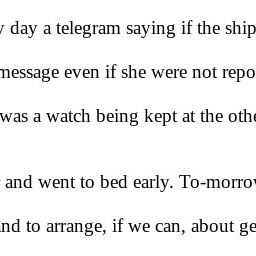 day a telegram saying if the ship
message even if she were not repo
was a watch being kept at the othe
and went to bed early. To-morrow
nd to arrange, if we can, about ge